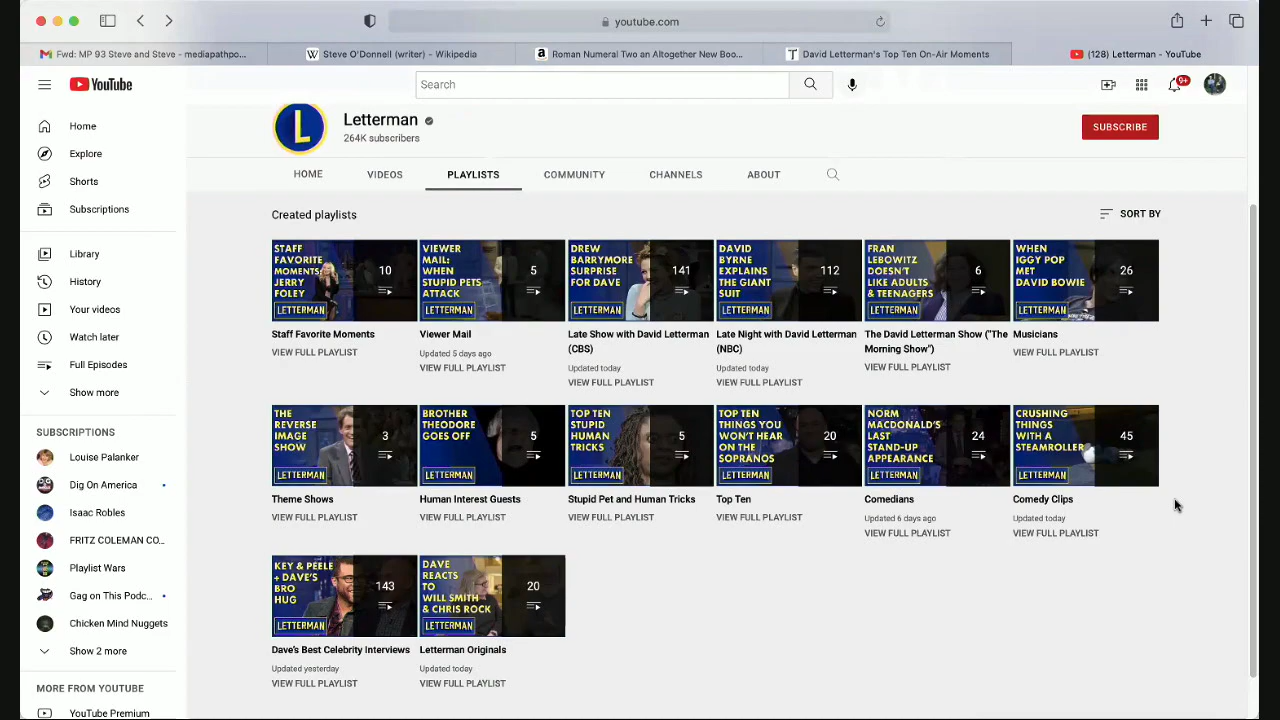 youtube.com
Fwd: MP 93 Steve and Steve - mediapathpo...
Steve O'Donnell (writer) - Wikipedia
Roman Numeral Two an Altogether New Boo...
David Letterman's Top Ten On-Air Moments
(128) Letterman - YouTube
YouTube
Search
9+
Home
Explore
Shorts
Subscriptions
Library
History
Your videos
Watch later
Full Episodes
Show more
SUBSCRIPTIONS
Louise Palanker
Dig On America
Isaac Robles
FRITZ COLEMAN CO...
Playlist Wars
Gag on This Podc...
Chicken Mind Nuggets
Show 2 more
MORE FROM YOUTUBE
YouTube Premium
L
Letterman
264K subscribers
SUBSCRIBE
HOME
VIDEOS
PLAYLISTS
COMMUNITY
CHANNELS
ABOUT
Created playlists
SORT BY
STAFF
FAVORITE
MOMENTS:
JERRY
FOLEY
LETTERMAN
10
Staff Favorite Moments
VIEW FULL PLAYLIST
VIEWER
MAIL:
WHEN
STUPID PETS
ATTACK
LETTERMAN
5
Viewer Mail
Updated 5 days ago
VIEW FULL PLAYLIST
DREW
BARRYMORE
SURPRISE
FOR DAVE
LETTERMAN
141
Late Show with David Letterman
(CBS)
Updated today
VIEW FULL PLAYLIST
DAVID
BYRNE
EXPLAINS
THE GIANT
SUIT
LETTERMAN
112
Late Night with David Letterman
(NBC)
Updated today
VIEW FULL PLAYLIST
FRAN
LEBOWITZ
DOESN'T
LIKE ADULTS
& TEENAGERS
LETTERMAN
6
The David Letterman Show ("The
Morning Show")
VIEW FULL PLAYLIST
WHEN
IGGY POP
MET
DAVID BOWIE
LETTERMAN
26
Musicians
VIEW FULL PLAYLIST
THE
REVERSE
IMAGE
SHOW
LETTERMAN
3
Theme Shows
VIEW FULL PLAYLIST
BROTHER
THEODORE
GOES OFF
LETTERMAN
5
Human Interest Guests
VIEW FULL PLAYLIST
TOP TEN
STUPID
HUMAN
TRICKS
LETTERMAN
5
Stupid Pet and Human Tricks
VIEW FULL PLAYLIST
TOP TEN
THINGS YOU
WON'T HEAR
ON THE
SOPRANOS
LETTERMAN
20
Top Ten
VIEW FULL PLAYLIST
NORM
MACDONALD'S
LAST
STAND-UP
APPEARANCE
LETTERMAN
24
Comedians
Updated 6 days ago
VIEW FULL PLAYLIST
CRUSHING
THINGS
WITH A
STEAMROLLER
LETTERMAN
45
Comedy Clips
Updated today
VIEW FULL PLAYLIST
KEY & PEELE
+ DAVE'S
BRO
HUG
LETTERMAN
143
Dave's Best Celebrity Interviews
Updated yesterday
VIEW FULL PLAYLIST
DAVE
REACTS
TO
WILL SMITH
& CHRIS ROCK
LETTERMAN
20
Letterman Originals
Updated today
VIEW FULL PLAYLIST